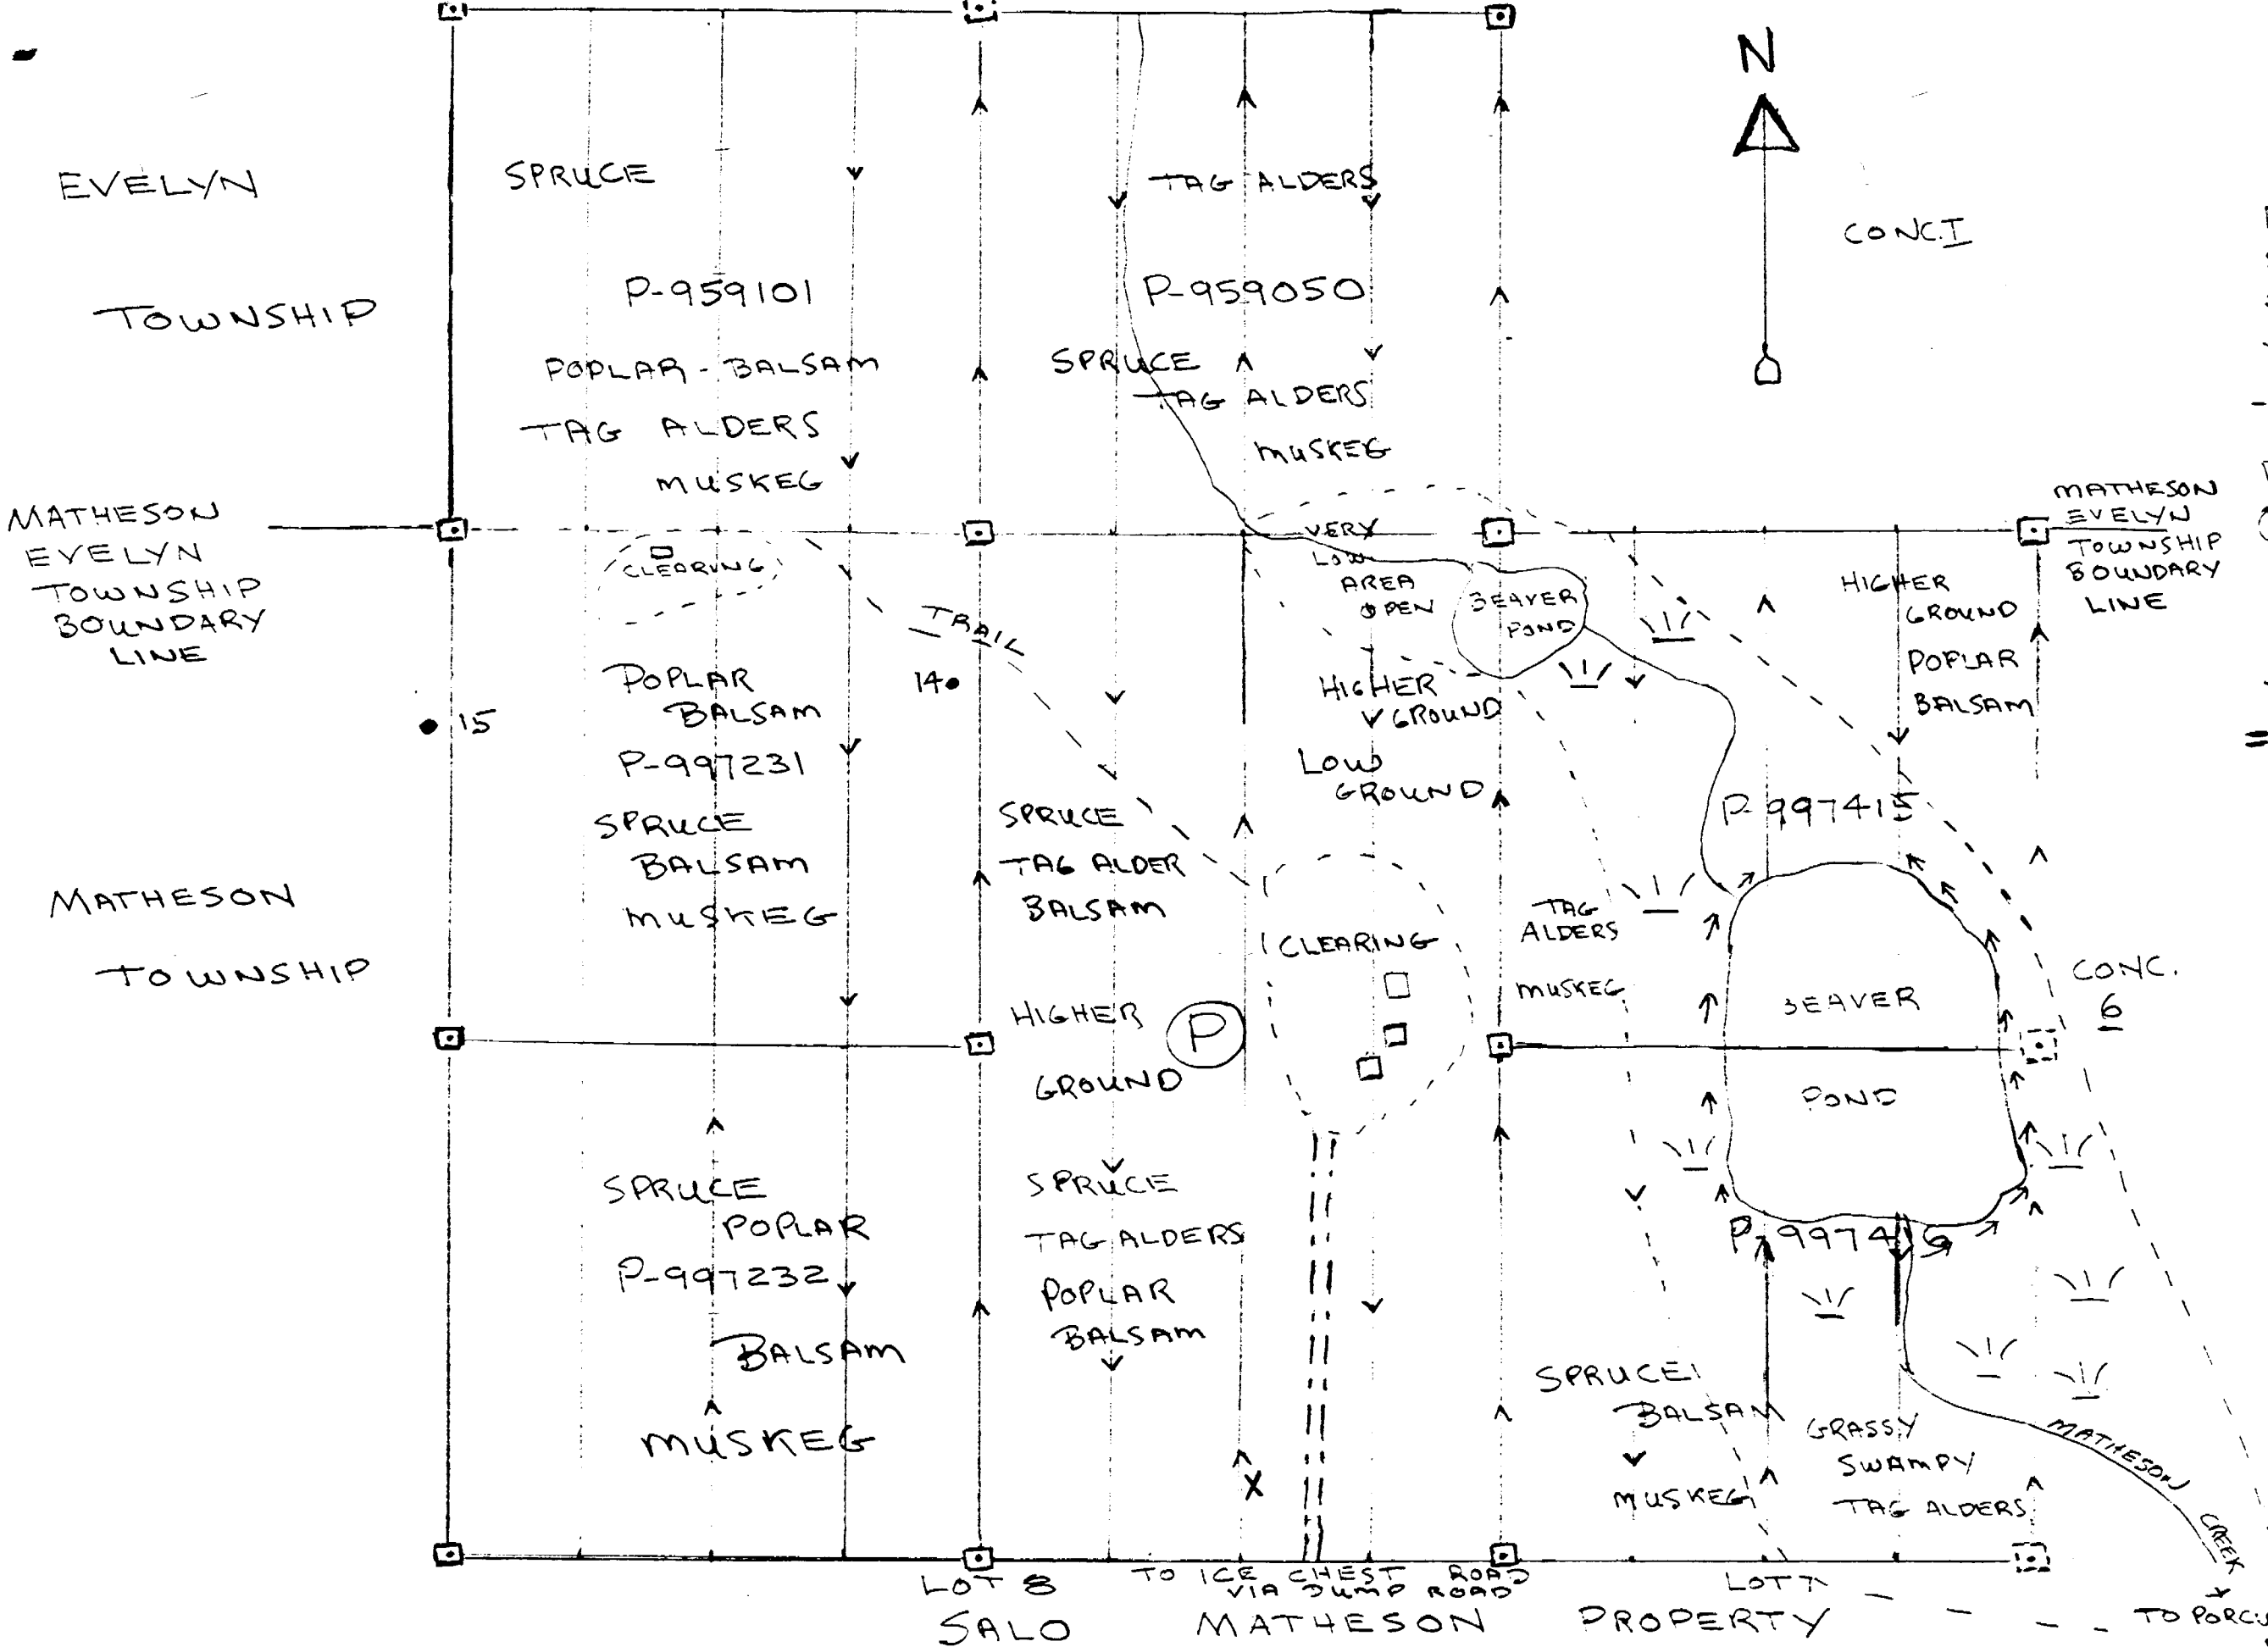 N
EVELYN
TOWNSHIP
SPRUCE
P-959101
POPLAR - BALSAM
TAG ALDERS
MUSKEG
TAG ALDERS
P-959050
SPRUCE
TAG ALDERS
MUSKEG
CONC. I
MATHESON
EVELYN
TOWNSHIP
BOUNDARY
LINE
MATHESON
EVELYN
TOWNSHIP
BOUNDARY
LINE
CLEARING
TRAIL
VERY
LOW
AREA
OPEN
BEAVER
POND
HIGHER
GROUND
POPLAR
BALSAM
15
14
POPLAR
BALSAM
P-997231
SPRUCE
BALSAM
MUSKEG
HIGHER
GROUND
LOW
GROUND
P-997415
MATHESON
TOWNSHIP
SPRUCE
TAG ALDER
BALSAM
CLEARING
TAG
ALDERS
MUSKEG
BEAVER
POND
CONC.
6
HIGHER
GROUND
P
SPRUCE
POPLAR
P-997232
BALSAM
MUSKEG
SPRUCE
TAG ALDERS
POPLAR
BALSAM
X
P-997416
SPRUCE
BALSAM
MUSKEG
GRASSY
SWAMPY
TAG ALDERS
MATHESON CREEK
LOT 8
TO ICE CHEST ROAD
VIA DUMP ROAD
LOT 7
SALO MATHESON PROPERTY
TO PORCU